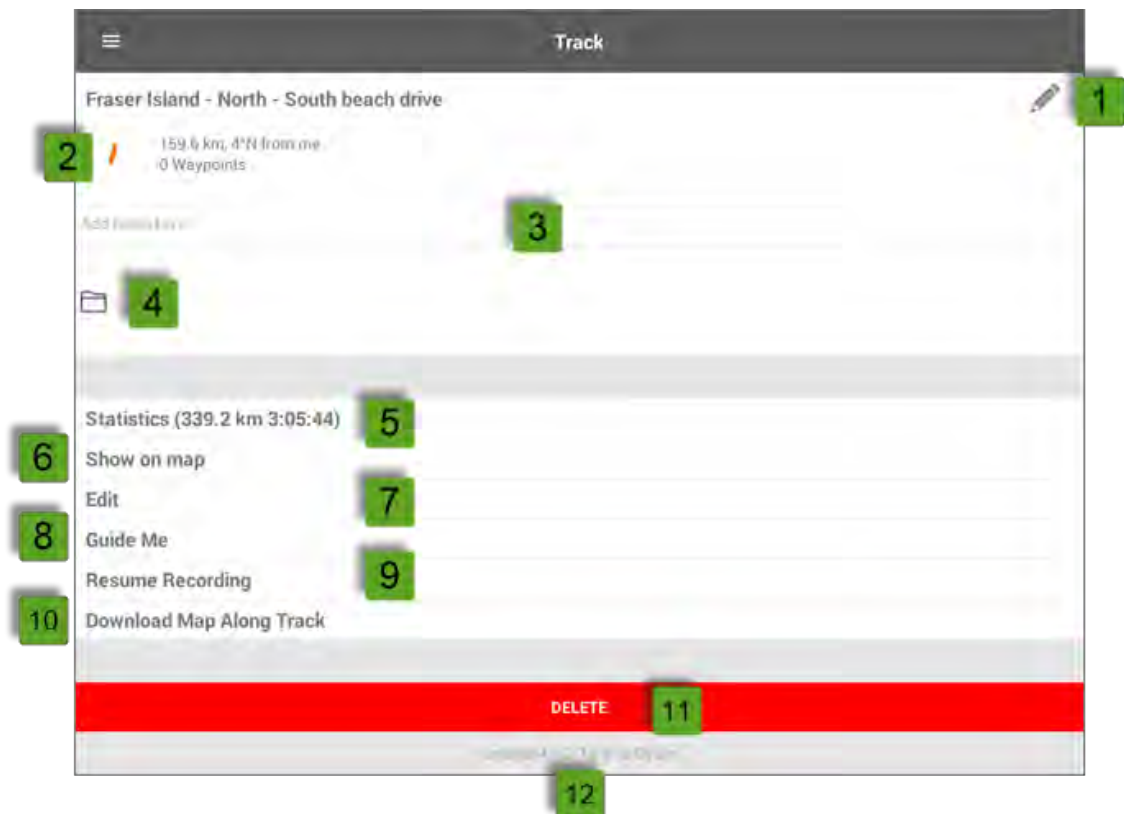 Track
Fraser Island - North - South beach drive
1
2
159.6 km, 4°N from me
0 Waypoints
3
4
Statistics (339.2 km 3:05:44)
5
6
Show on map
Edit
7
8
Guide Me
Resume Recording
9
10
Download Map Along Track
DELETE
11
12